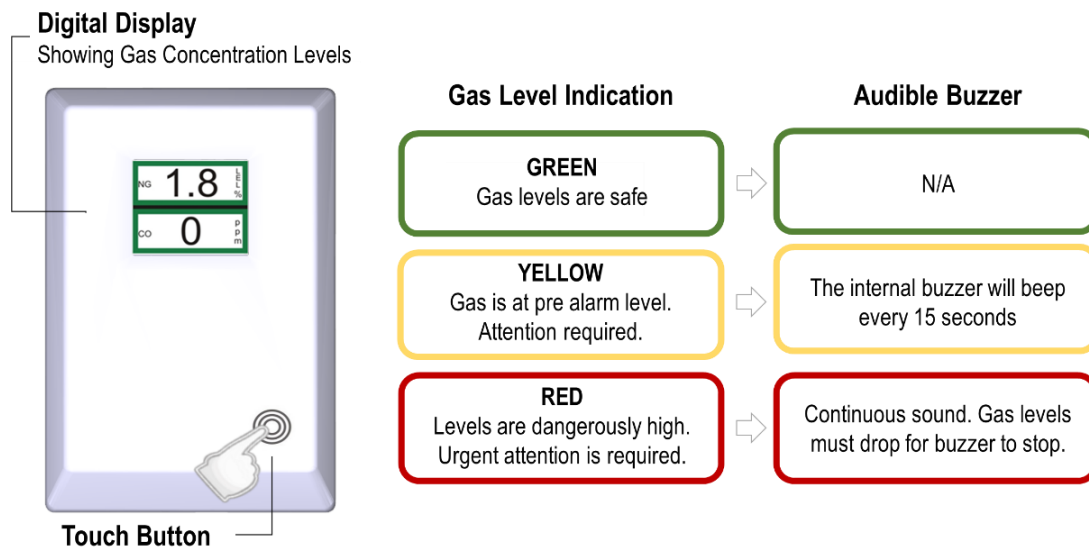 Digital Display
Showing Gas Concentration Levels
NG 1.8 LEL%
CO 0 ppm
Touch Button
Gas Level Indication
Audible Buzzer
GREEN
Gas levels are safe
N/A
YELLOW
Gas is at pre alarm level.
Attention required.
The internal buzzer will beep
every 15 seconds
RED
Levels are dangerously high.
Urgent attention is required.
Continuous sound. Gas levels
must drop for buzzer to stop.